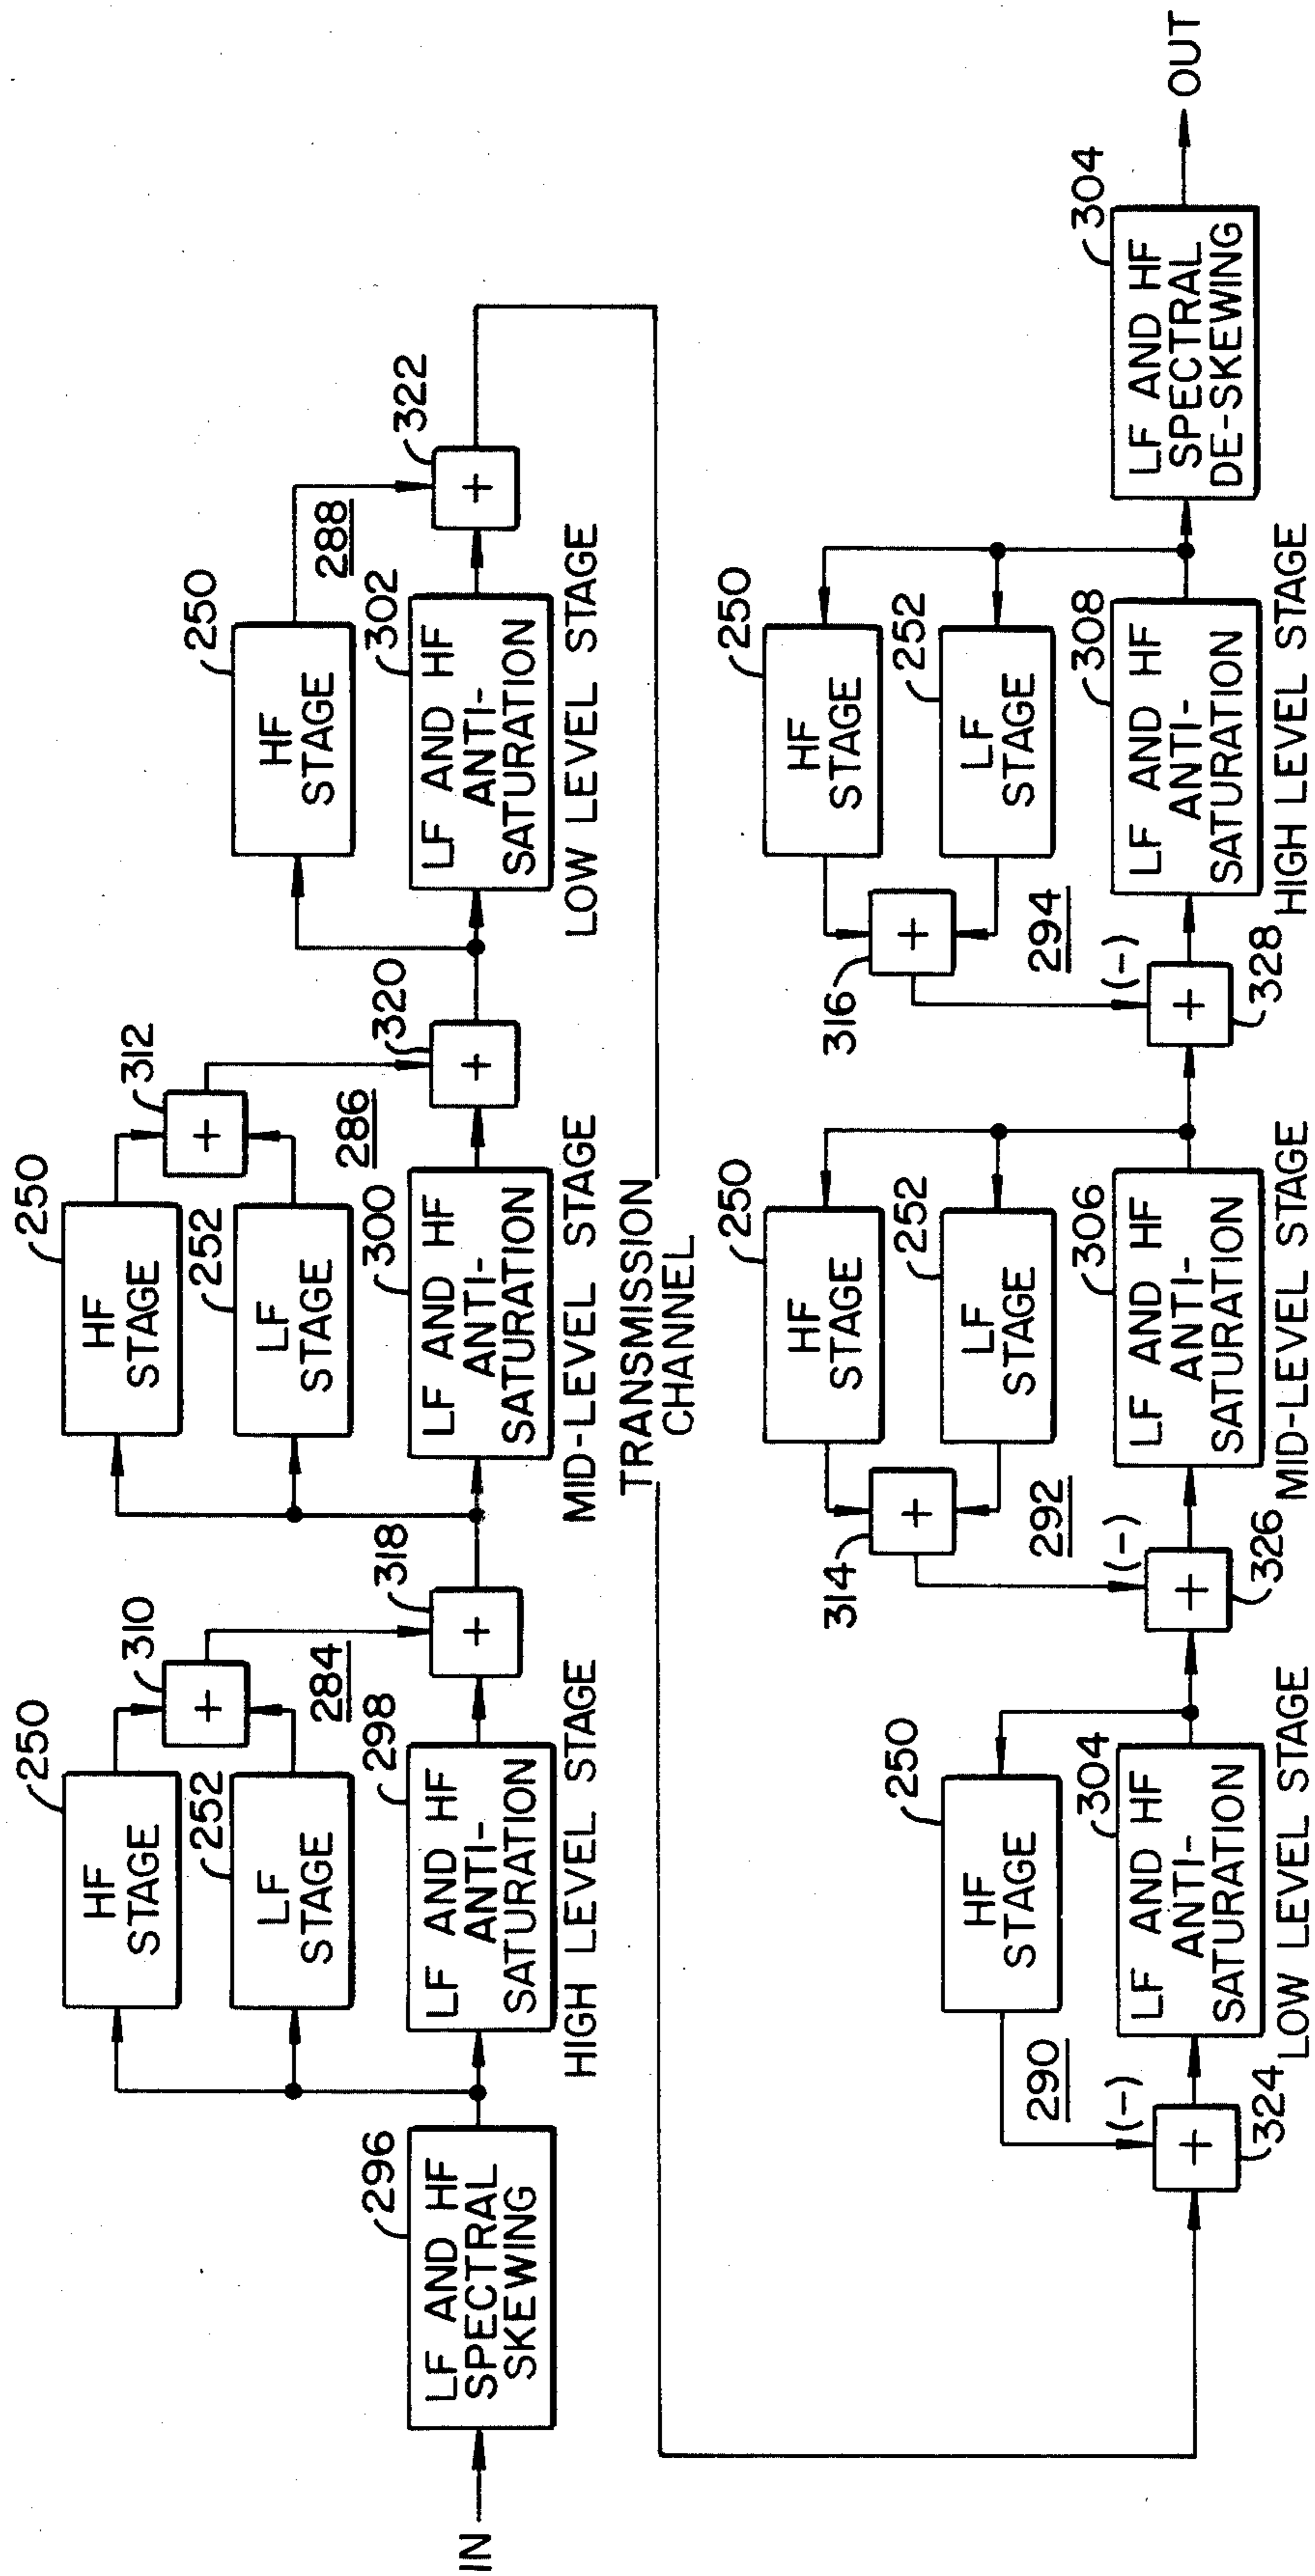 IN
296
LF AND HF
SPECTRAL
SKEWING
250
HF
STAGE
252
LF
STAGE
298
LF AND HF
ANTI-
SATURATION
HIGH LEVEL STAGE
310
+
284
318
+
250
HF
STAGE
252
LF
STAGE
300
LF AND HF
ANTI-
SATURATION
MID-LEVEL STAGE
312
+
286
320
+
250
HF
STAGE
288
302
LF AND HF
ANTI-
SATURATION
LOW LEVEL STAGE
322
+
TRANSMISSION
CHANNEL
324
+
(-)
290
250
HF
STAGE
304
LF AND HF
ANTI-
SATURATION
LOW LEVEL STAGE
326
+
(-)
292
314
+
250
HF
STAGE
252
LF
STAGE
306
LF AND HF
ANTI-
SATURATION
MID-LEVEL STAGE
328
+
(-)
294
316
+
250
HF
STAGE
252
LF
STAGE
308
LF AND HF
ANTI-
SATURATION
HIGH LEVEL STAGE
304
LF AND HF
SPECTRAL
DE-SKEWING
OUT